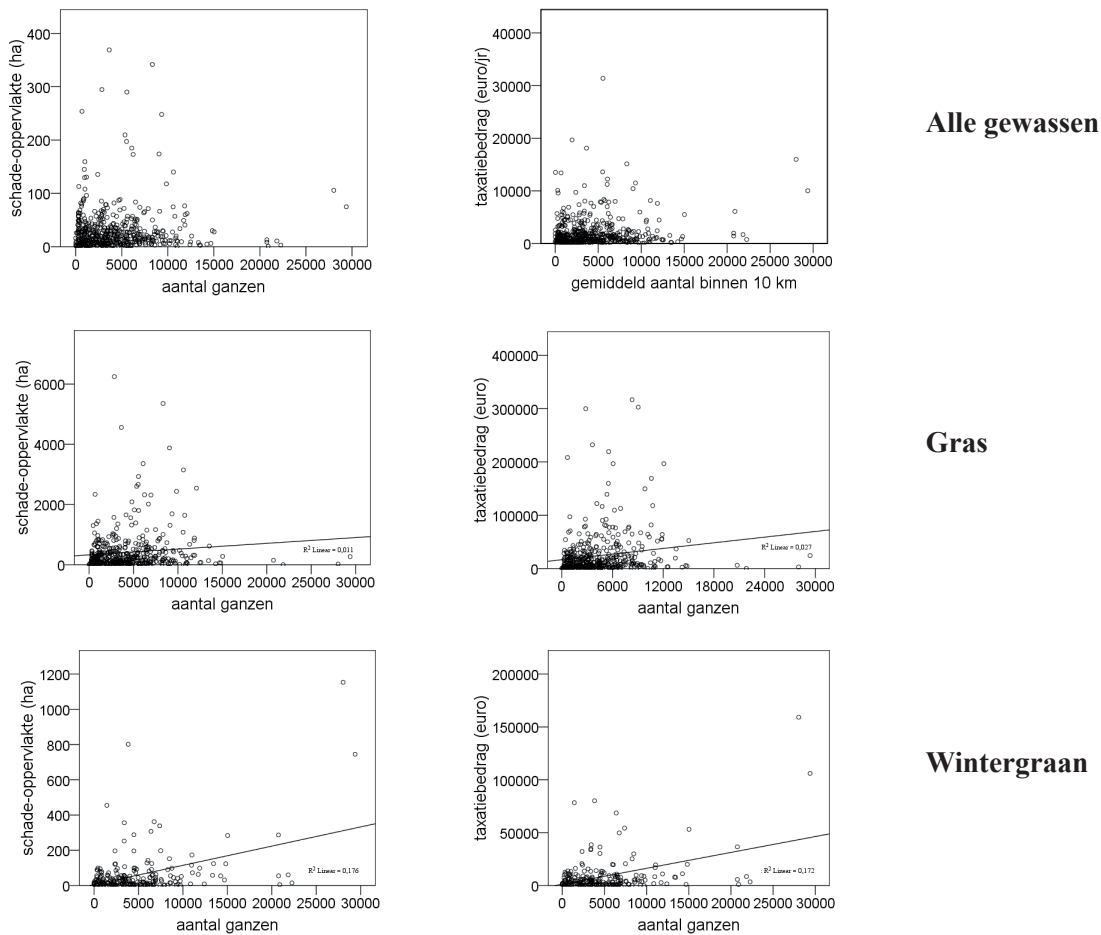 schade-oppervlakte (ha)
400
300
200
100
0
0 5000 10000 15000 20000 25000 30000
aantal ganzen
taxatiebedrag (euro/jr)
40000
30000
20000
10000
0
0 5000 10000 15000 20000 25000 30000
gemiddeld aantal binnen 10 km
Alle gewassen
schade-oppervlakte (ha)
6000
4000
2000
0
R² Linear = 0,011
0 5000 10000 15000 20000 25000 30000
aantal ganzen
taxatiebedrag (euro)
400000
300000
200000
100000
0
R² Linear = 0,027
0 6000 12000 18000 24000 30000
aantal ganzen
Gras
schade-oppervlakte (ha)
1200
1000
800
600
400
200
0
R² Linear = 0,176
0 5000 10000 15000 20000 25000 30000
aantal ganzen
taxatiebedrag (euro)
200000
150000
100000
50000
0
R² Linear = 0,172
0 5000 10000 15000 20000 25000 30000
aantal ganzen
Wintergraan